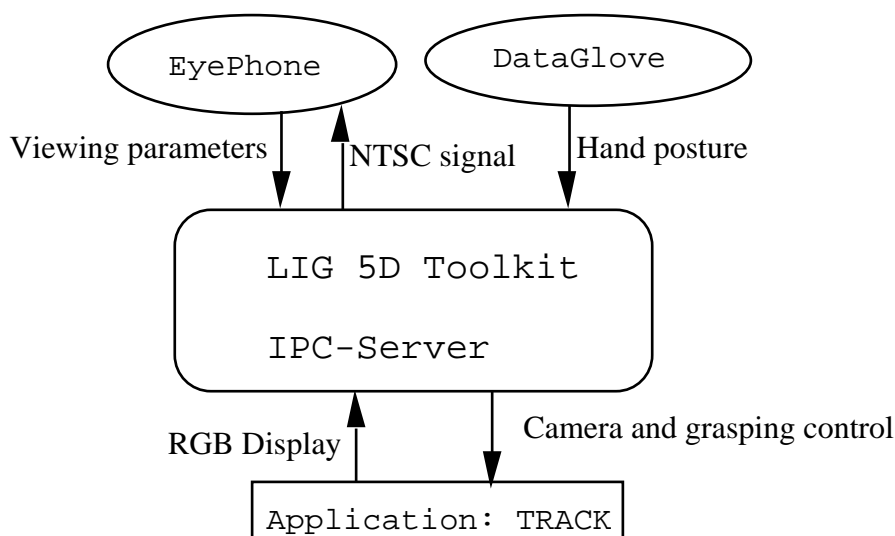 EyePhone
DataGlove
Viewing parameters
NTSC signal
Hand posture
LIG 5D Toolkit
IPC-Server
RGB Display
Camera and grasping control
Application: TRACK